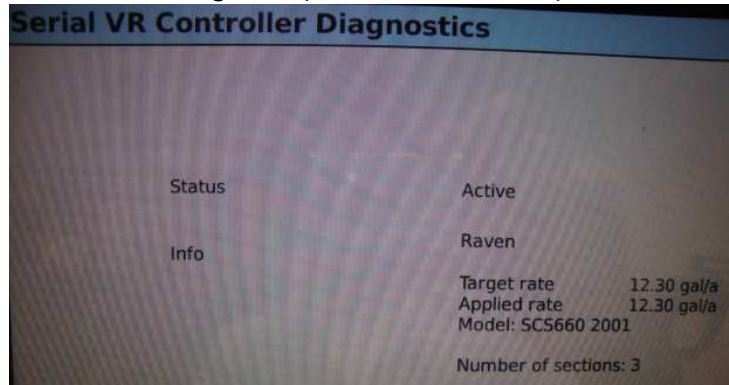 Serial VR Controller Diagnostics
Status Active
Info Raven
Target rate 12.30 gal/a
Applied rate 12.30 gal/a
Model: SCS660 2001
Number of sections: 3